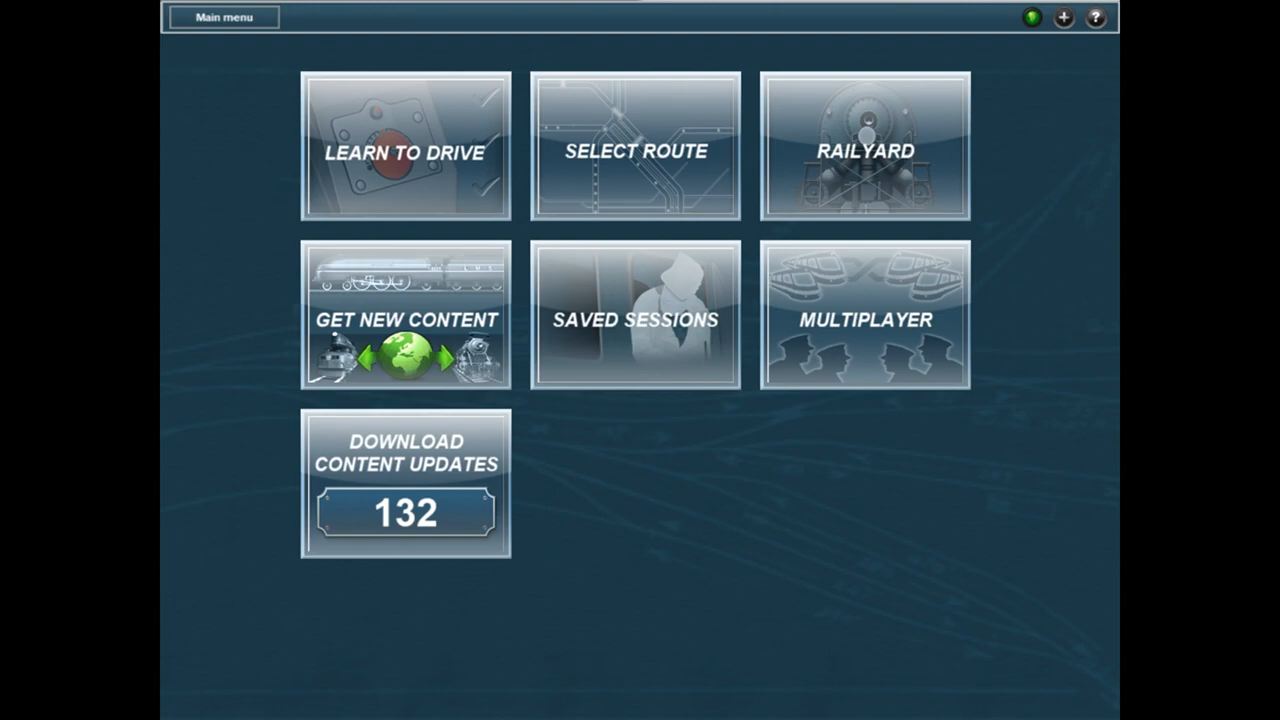 Main menu
LEARN TO DRIVE
SELECT ROUTE
RAILYARD
GET NEW CONTENT
SAVED SESSIONS
MULTIPLAYER
DOWNLOAD
CONTENT UPDATES
132